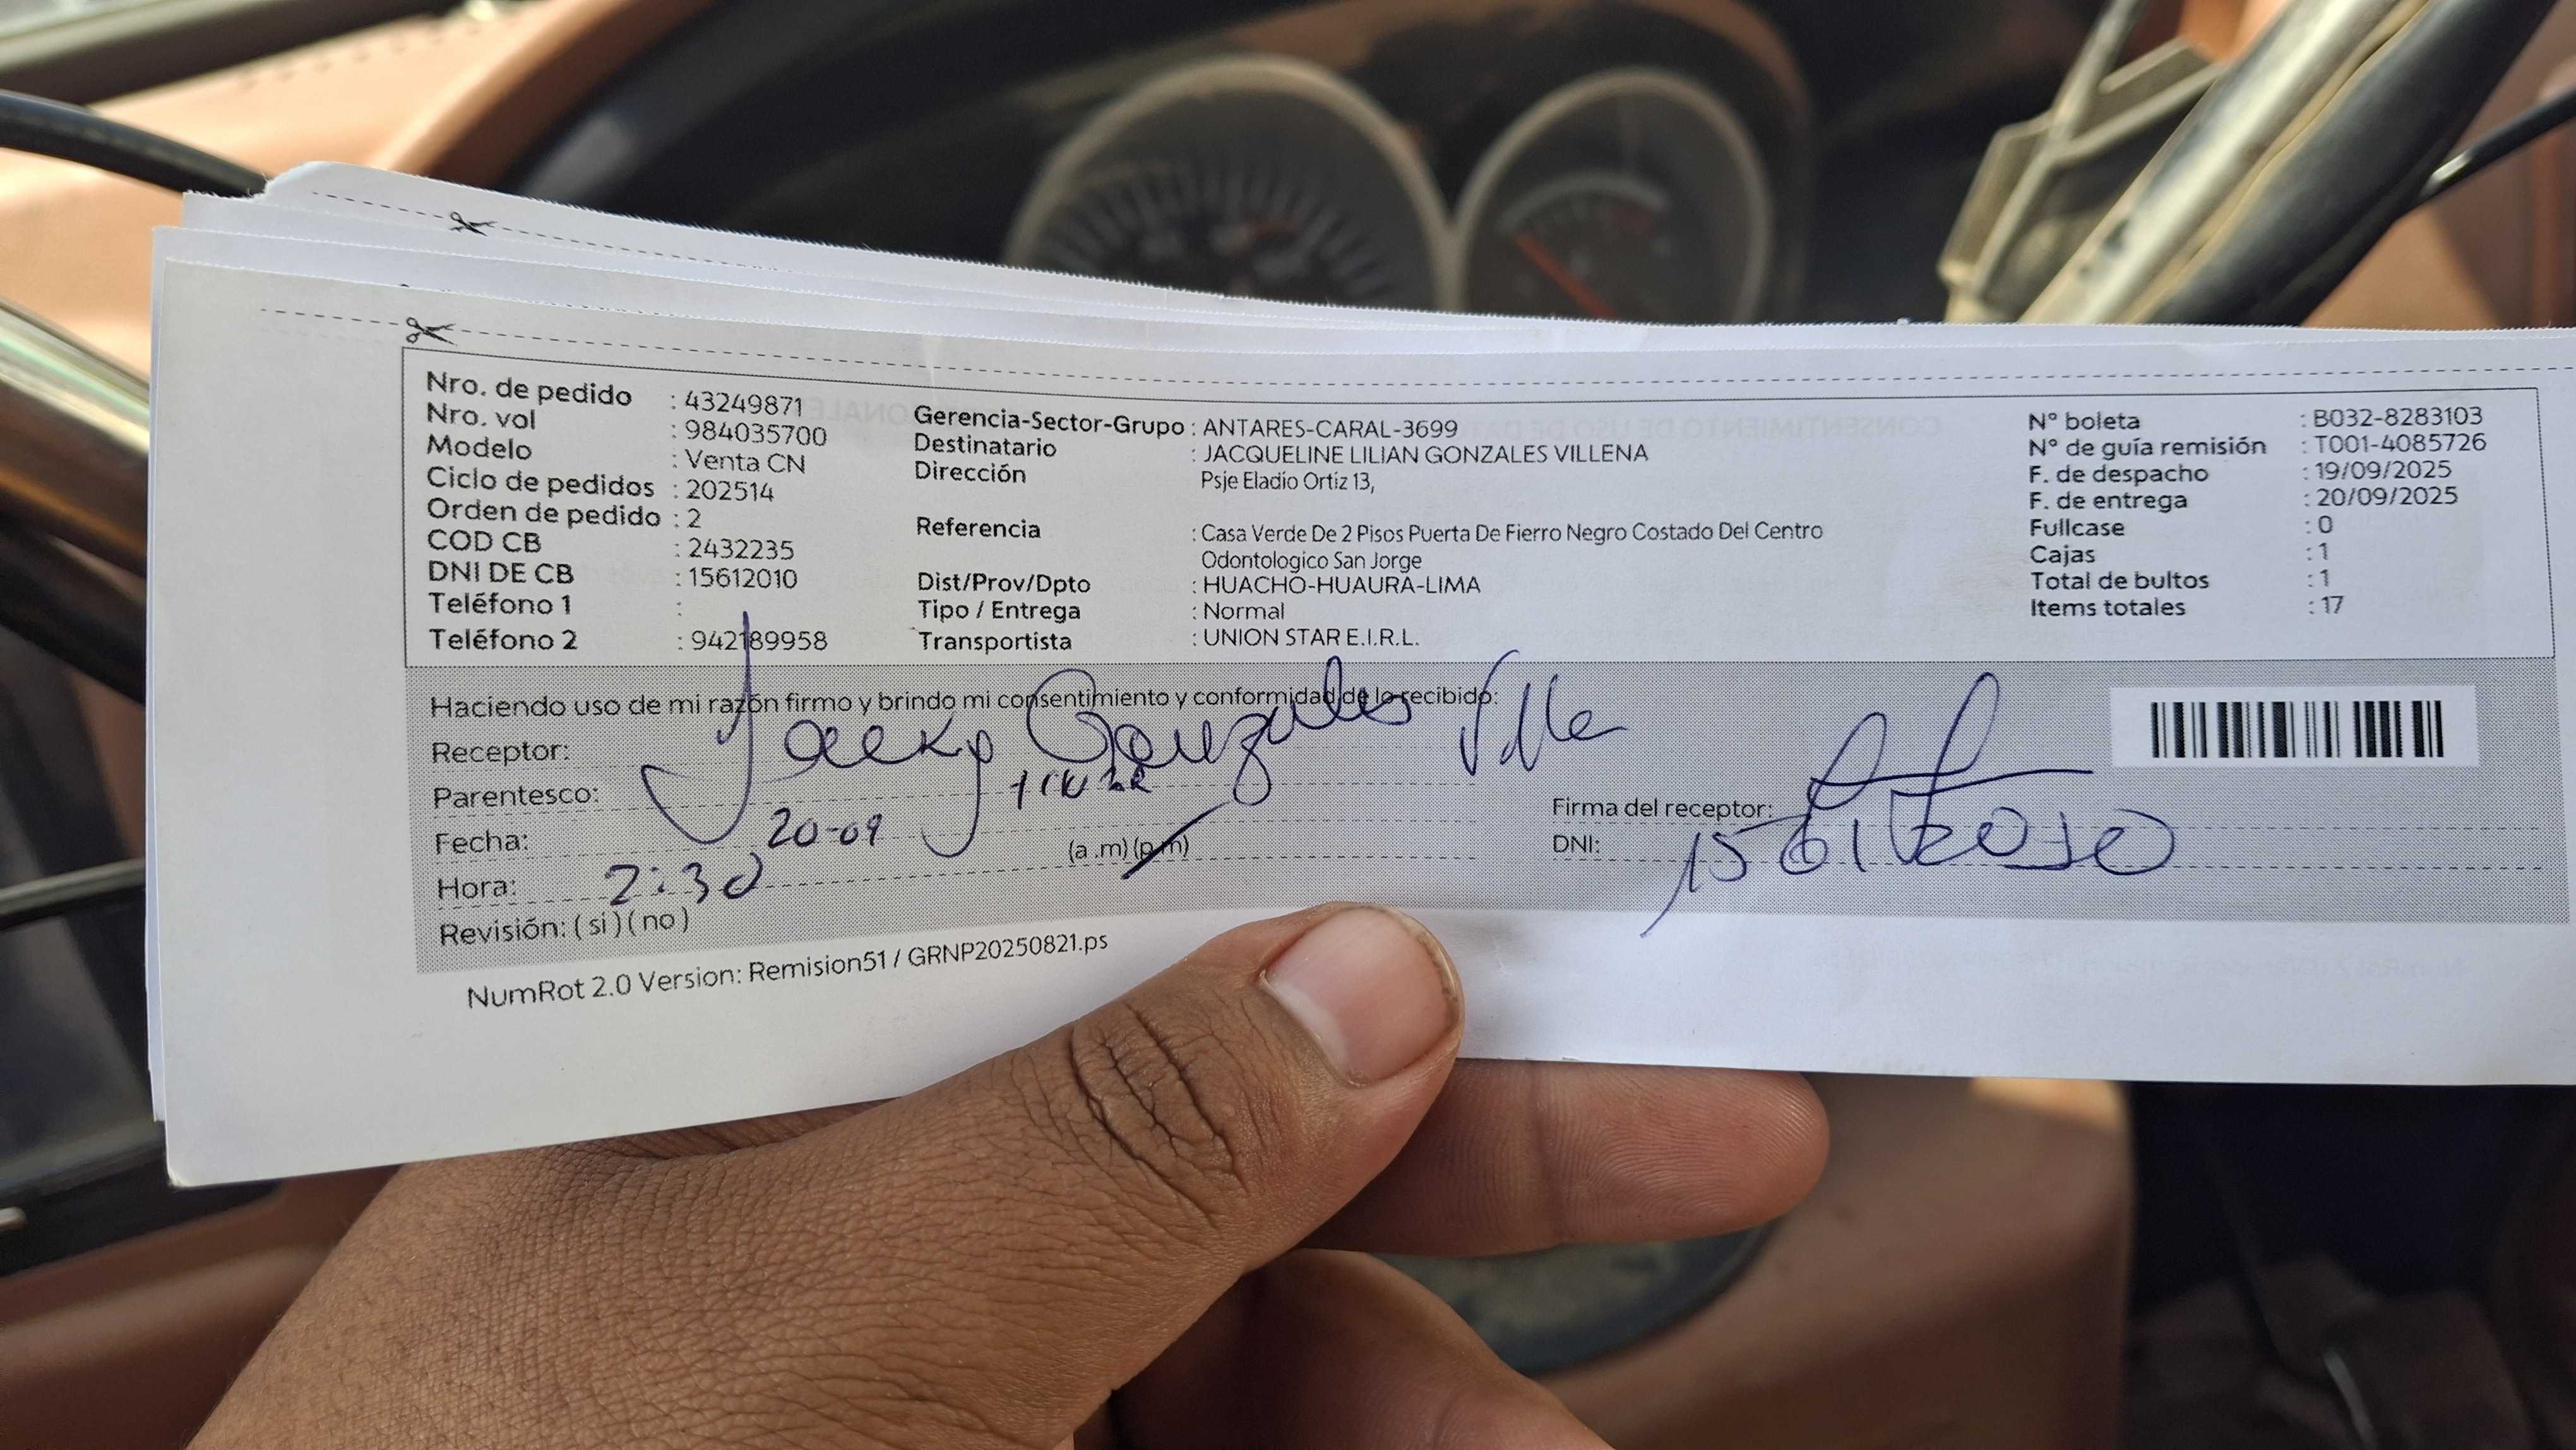 Nro. de pedido : 43249871
Nro. vol : 984035700
Modelo : Venta CN
Ciclo de pedidos : 202514
Orden de pedido : 2
COD CB : 2432235
DNI DE CB : 15612010
Teléfono 1 :
Teléfono 2 : 942189958
Gerencia-Sector-Grupo : ANTARES-CARAL-3699
Destinatario : JACQUELINE LILIAN GONZALES VILLENA
Dirección Psje Eladio Ortiz 13,
Referencia : Casa Verde De 2 Pisos Puerta De Fierro Negro Costado Del Centro
Odontologico San Jorge
Dist/Prov/Dpto : HUACHO-HUAURA-LIMA
Tipo / Entrega : Normal
Transportista : UNION STAR E.I.R.L.
N° boleta : B032-8283103
N° de guía remisión : T001-4085726
F. de despacho : 19/09/2025
F. de entrega : 20/09/2025
Fullcase : 0
Cajas : 1
Total de bultos : 1
Items totales : 17
Haciendo uso de mi razón firmo y brindo mi consentimiento y conformidad de lo recibido:
Receptor: Jacky Gonzales
Parentesco:
Fecha: 20-09
Hora: 2:30 (a .m) (p.m)
Revisión: ( si ) ( no )
Firma del receptor:
DNI:
NumRot 2.0 Version: Remision51 / GRNP20250821.ps